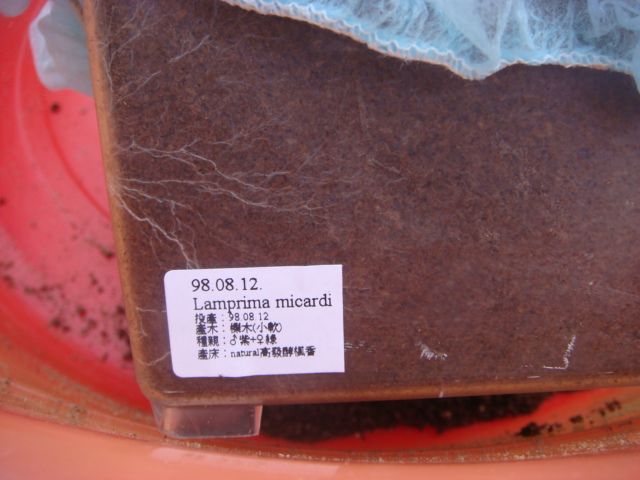 98.08.12.
Lamprima micardi
投產：98.08.12
產木：櫟木(小軟)
種親：♂紫+♀綠
產床：natural高發酵楓香